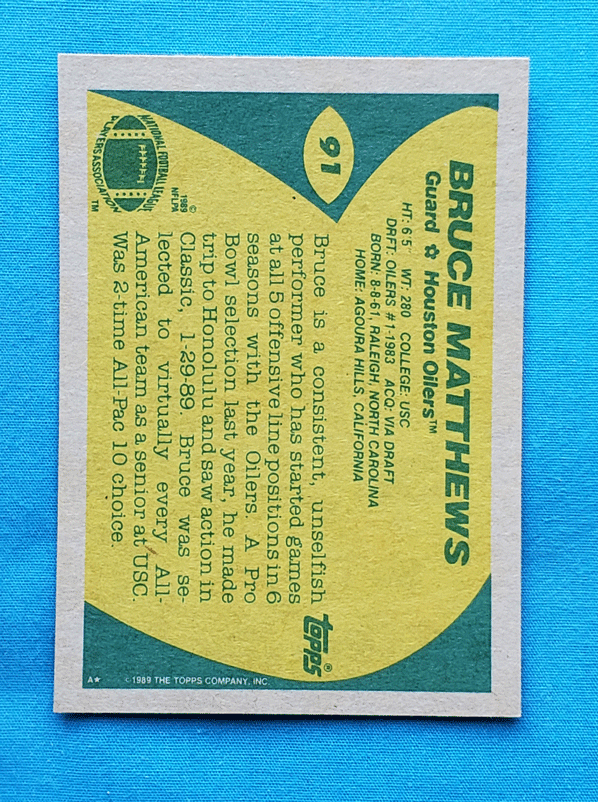 91
BRUCE MATTHEWS
Guard ✩ Houston Oilers™
HT: 6'5" WT: 280 COLLEGE: USC
DRFT: OILERS #1-1983 ACQ: VIA DRAFT
BORN: 8-8-61, RALEIGH, NORTH CAROLINA
HOME: AGOURA HILLS, CALIFORNIA
Bruce is a consistent, unselfish
performer who has started games
at all 5 offensive line positions in 6
seasons with the Oilers. A Pro
Bowl selection last year, he made
trip to Honolulu and saw action in
Classic, 1-29-89. Bruce was se-
lected to virtually every All-
American team as a senior at USC.
Was 2-time All-Pac 10 choice.
NATIONAL FOOTBALL LEAGUE
PLAYERS ASSOCIATION
™
©
1989
NFLPA
TOPPS®
A* ©1989 THE TOPPS COMPANY, INC.